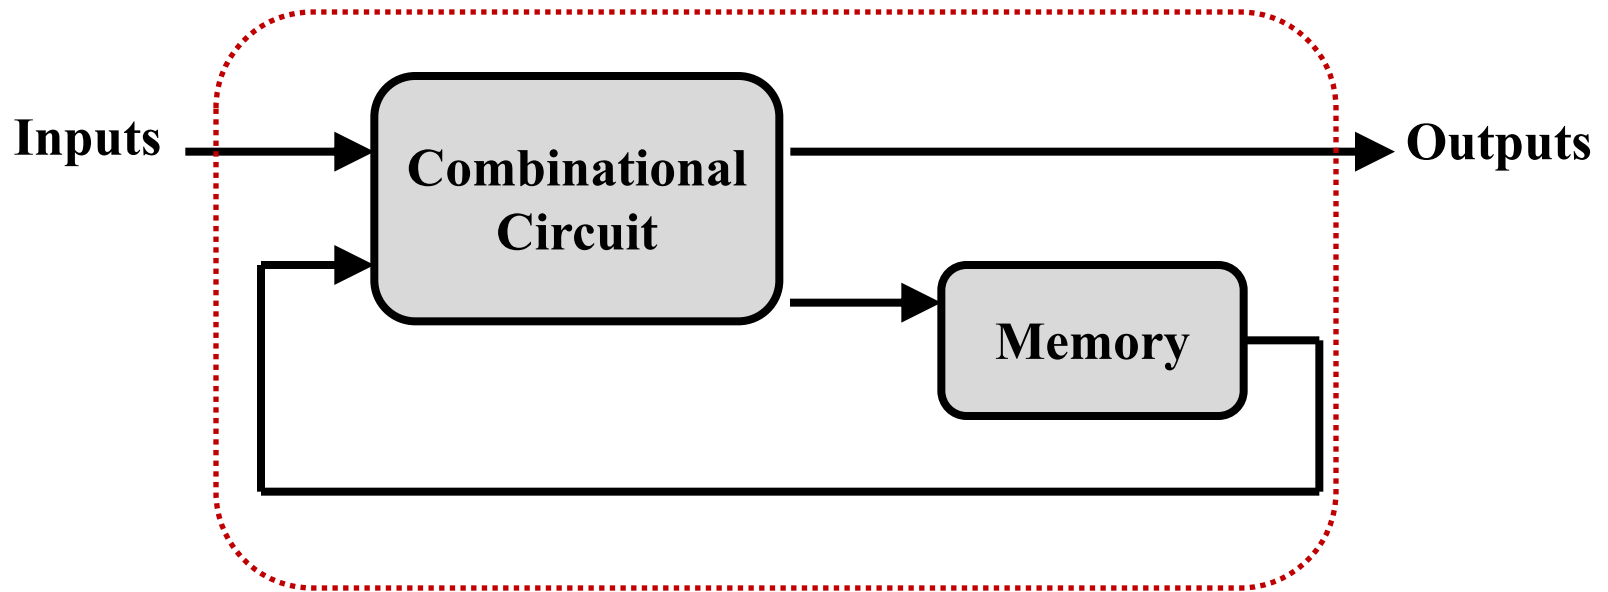 Inputs
Combinational
Circuit
Outputs
Memory